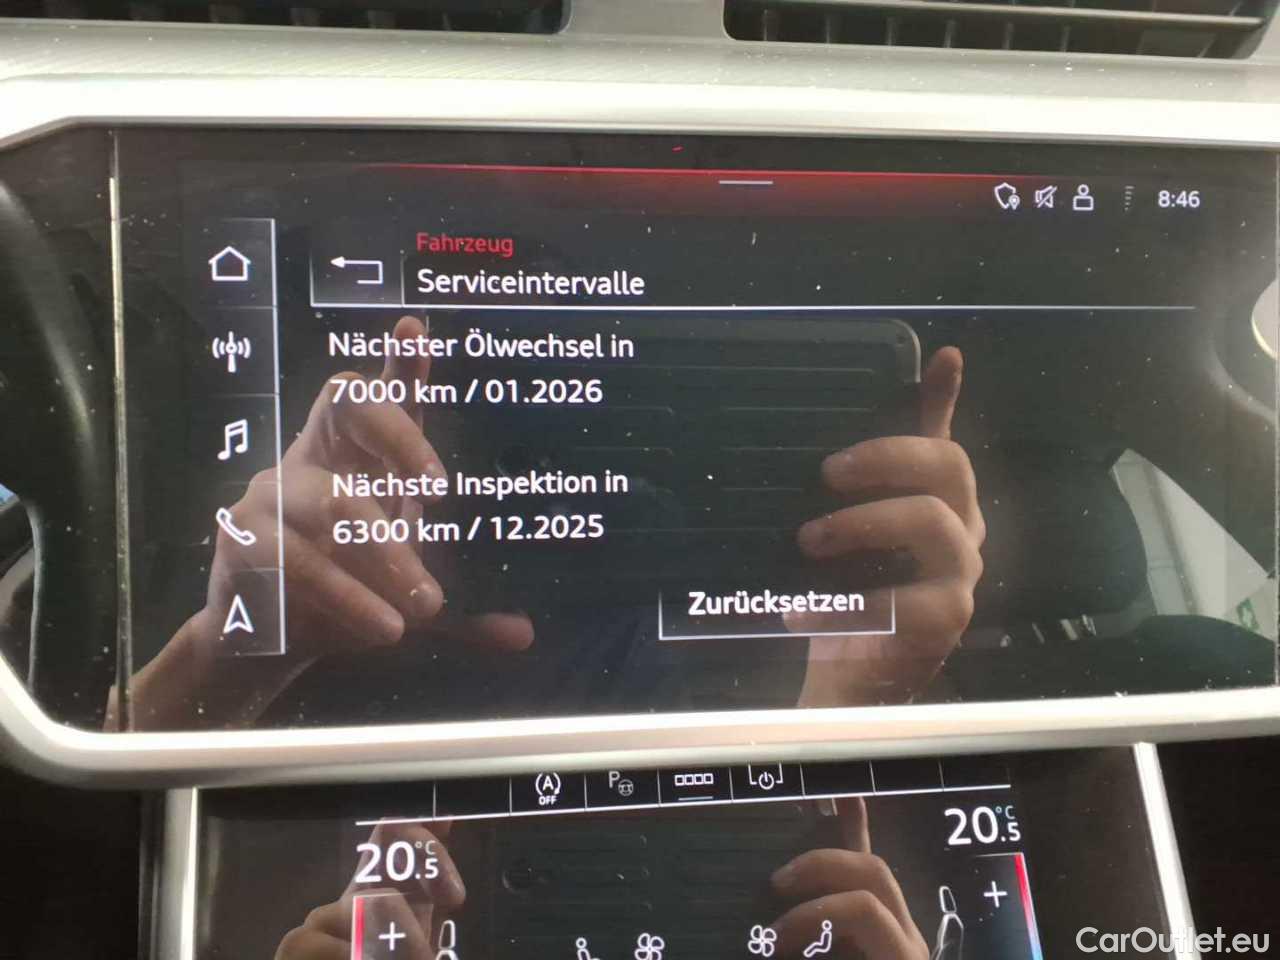 8:46
Fahrzeug
Serviceintervalle
Nächster Ölwechsel in
7000 km / 01.2026
Nächste Inspektion in
6300 km / 12.2025
Zurücksetzen
(A) OFF
P
20.5 °C
20.5 °C
+
+
CarOutlet.eu